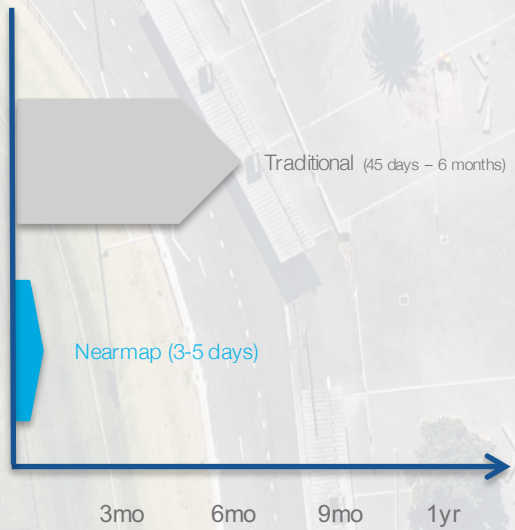 Traditional (45 days – 6 months)
Nearmap (3-5 days)
3mo 6mo 9mo 1yr